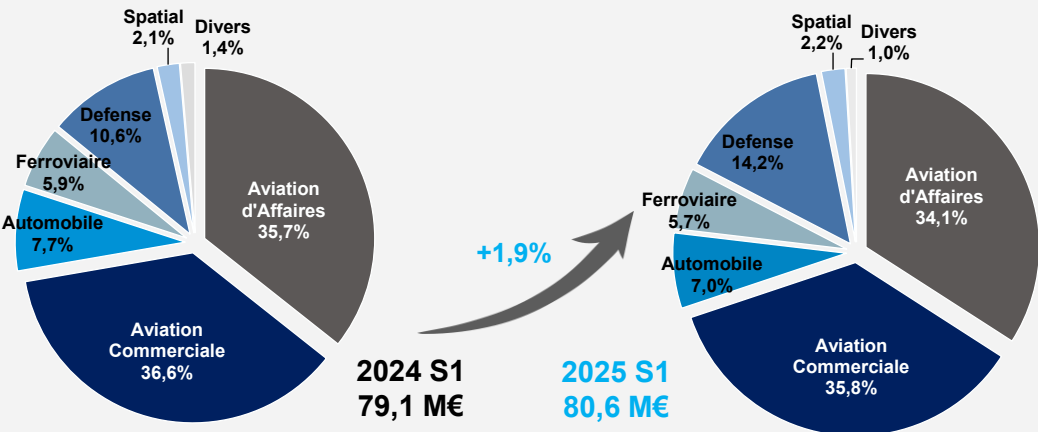 Spatial
2,1%
Divers
1,4%
Defense
10,6%
Ferroviaire
5,9%
Automobile
7,7%
Aviation
d'Affaires
35,7%
Aviation
Commerciale
36,6%
2024 S1
79,1 M€
+1,9%
2025 S1
80,6 M€
Spatial
2,2%
Divers
1,0%
Defense
14,2%
Ferroviaire
5,7%
Automobile
7,0%
Aviation
d'Affaires
34,1%
Aviation
Commerciale
35,8%